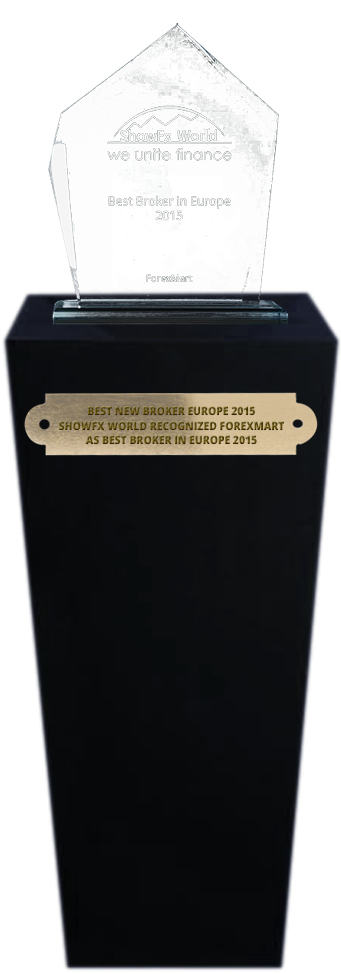 ShowFx World
we unite finance
Best Broker in Europe
2015
ForexMart
BEST NEW BROKER EUROPE 2015
SHOWFX WORLD RECOGNIZED FOREXMART
AS BEST BROKER IN EUROPE 2015